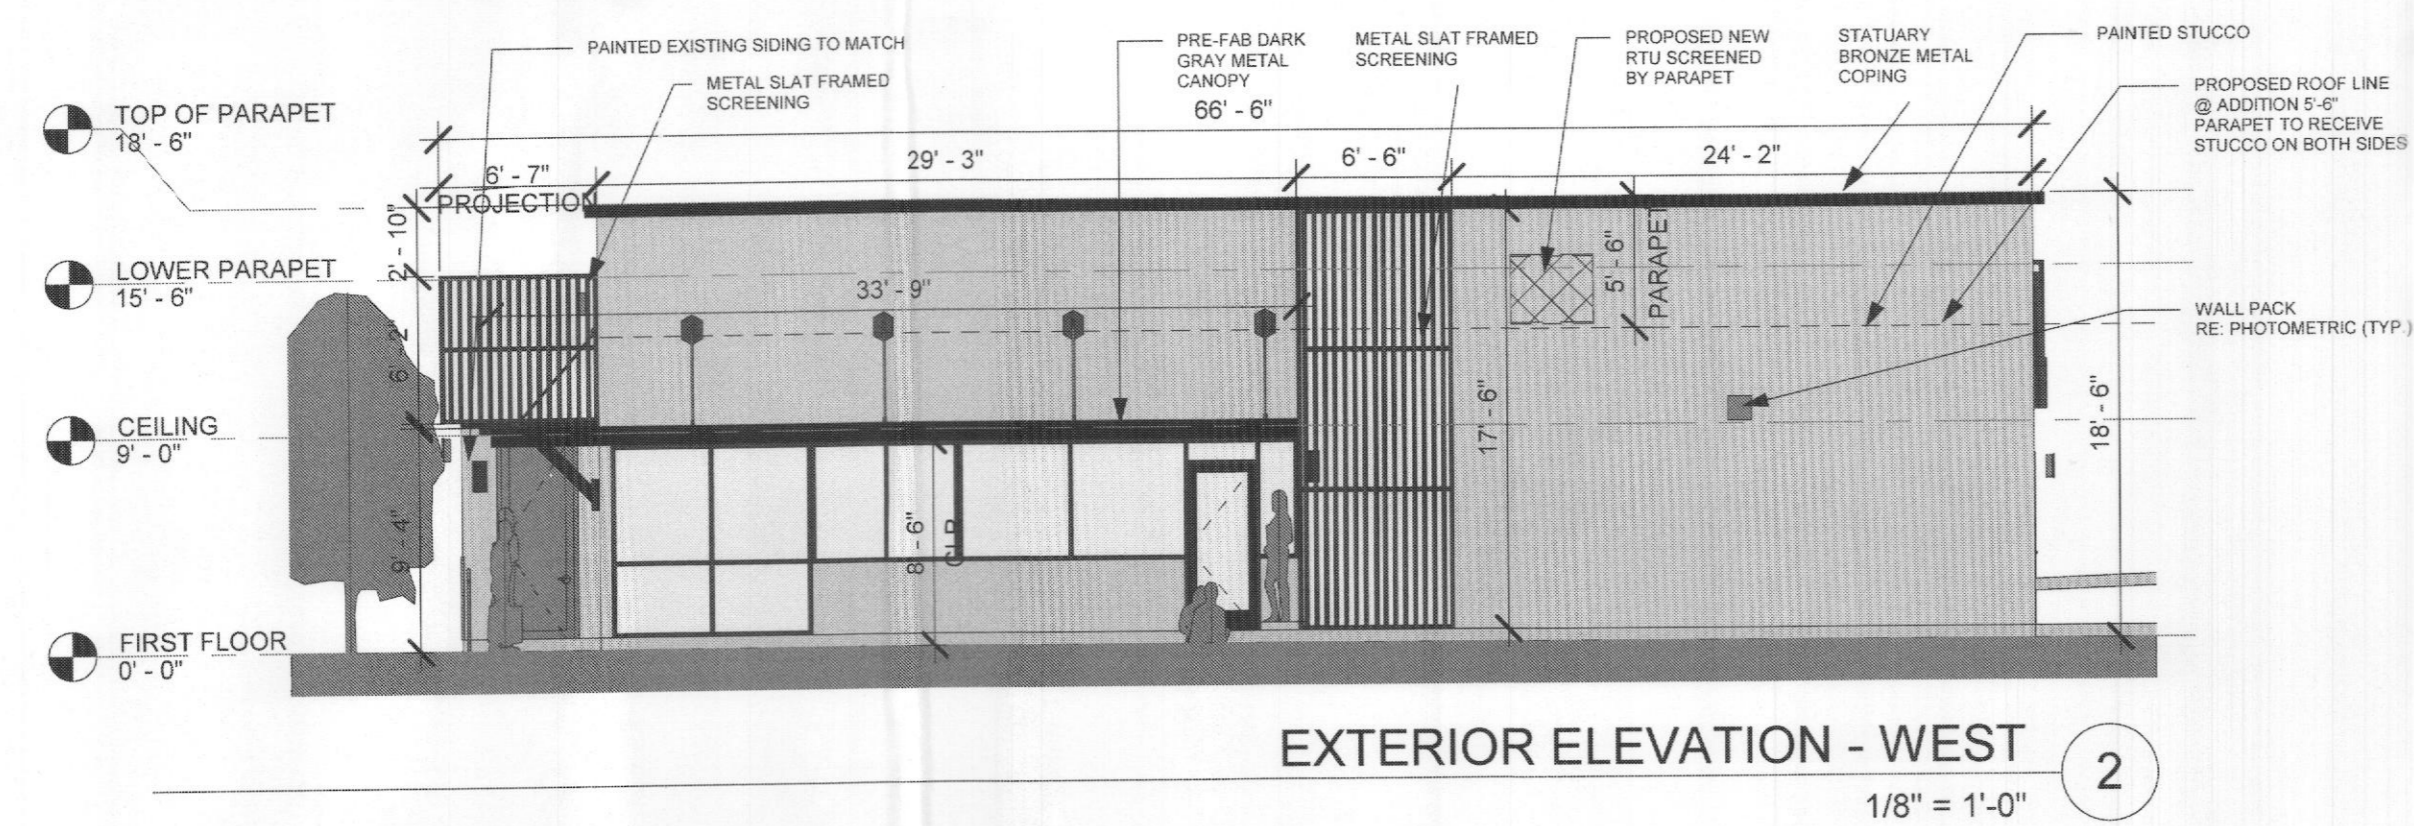 PAINTED EXISTING SIDING TO MATCH
METAL SLAT FRAMED
SCREENING
PRE-FAB DARK
GRAY METAL
CANOPY
METAL SLAT FRAMED
SCREENING
PROPOSED NEW
RTU SCREENED
BY PARAPET
STATUARY
BRONZE METAL
COPING
PAINTED STUCCO
PROPOSED ROOF LINE
@ ADDITION 5'-6"
PARAPET TO RECEIVE
STUCCO ON BOTH SIDES
WALL PACK
RE: PHOTOMETRIC (TYP.)
TOP OF PARAPET
18' - 6"
LOWER PARAPET
15' - 6"
CEILING
9' - 0"
FIRST FLOOR
0' - 0"
66' - 6"
6' - 7"
PROJECTION
29' - 3"
6' - 6"
24' - 2"
2' - 10"
6' - 2"
9' - 4"
33' - 9"
8' - 6"
CLR
17' - 6"
5' - 6"
PARAPET
18' - 6"
EXTERIOR ELEVATION - WEST
2
1/8" = 1'-0"